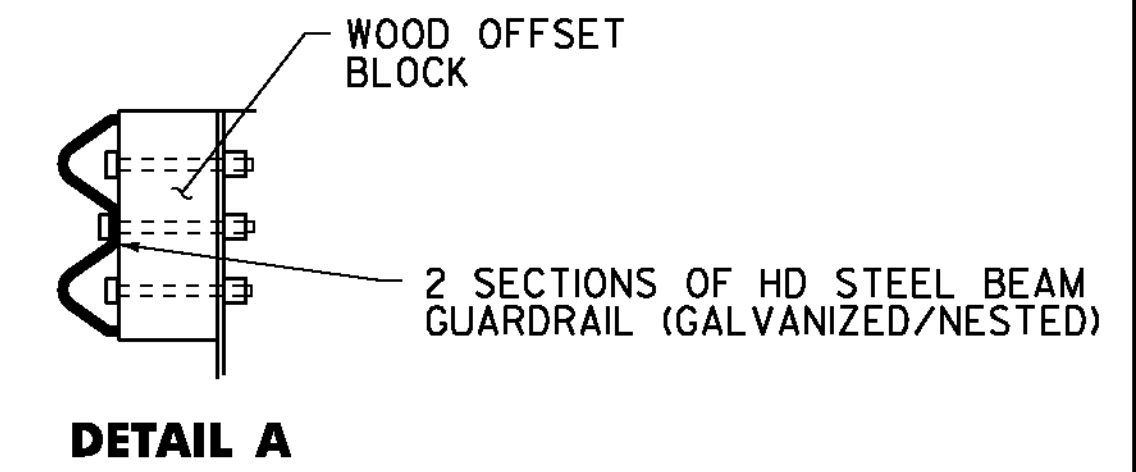 WOOD OFFSET
BLOCK
2 SECTIONS OF HD STEEL BEAM
GUARDRAIL (GALVANIZED/NESTED)
DETAIL A